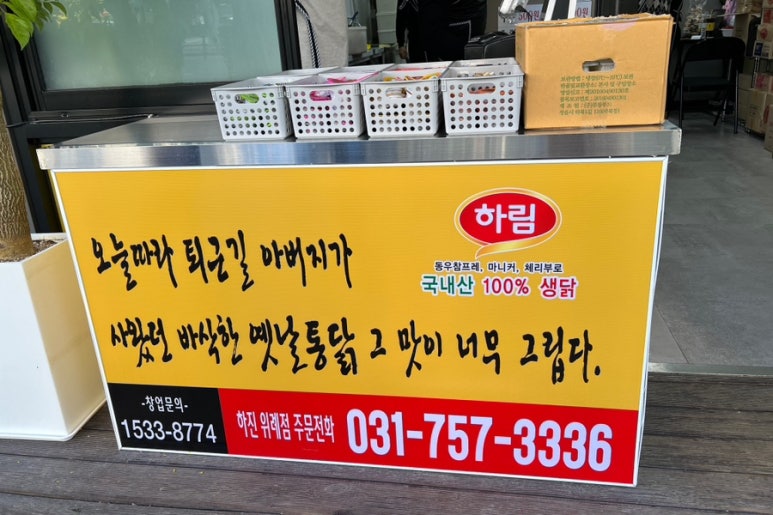 하림
동우참프레, 마니커, 체리부로
국내산 100% 생닭
오늘따라 퇴근길 아버지가
사왔던 바삭한 옛날통닭 그 맛이 너무 그립다.
-창업문의-
1533-8774
하진 위례점 주문전화 031-757-3336